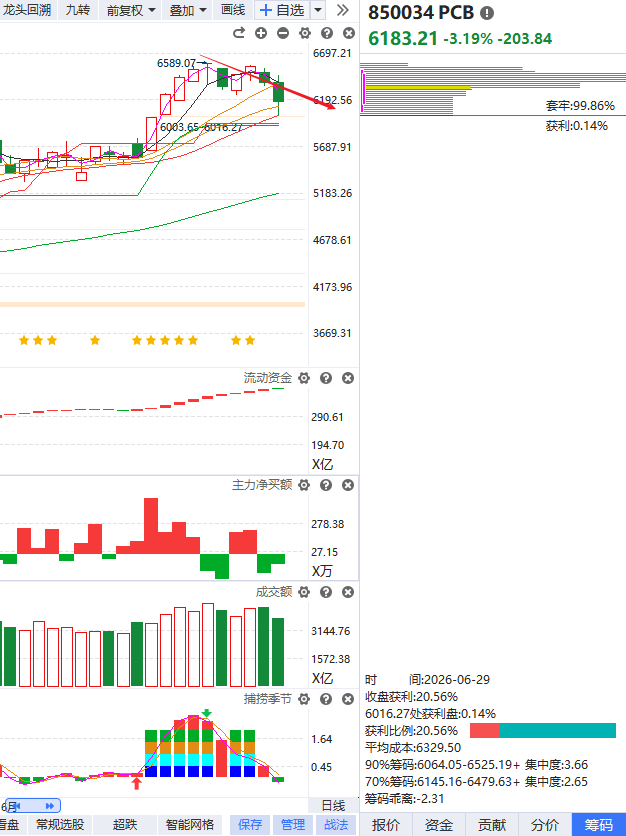 龙头回溯 九转 前复权 叠加 画线 + 自选
850034 PCB
6183.21 -3.19% -203.84
6697.21
6589.07
6192.56
套牢:99.86%
获利:0.14%
6003.65-6016.27
5687.91
5183.26
4678.61
4173.96
3669.31
流动资金
290.61
194.70
X亿
主力净买额
278.38
27.15
X万
成交额
3144.76
1572.38
X亿
捕捞季节
1.64
0.45
时 间:2026-06-29
收盘获利:20.56%
6016.27处获利盘:0.14%
获利比例:20.56%
平均成本:6329.50
90%筹码:6064.05-6525.19+ 集中度:3.66
70%筹码:6145.16-6479.63+ 集中度:2.65
筹码乖离:-2.31
6月 日线
看盘 常规选股 超跌 智能网格 保存 管理 战法
报价 资金 贡献 分价 筹码